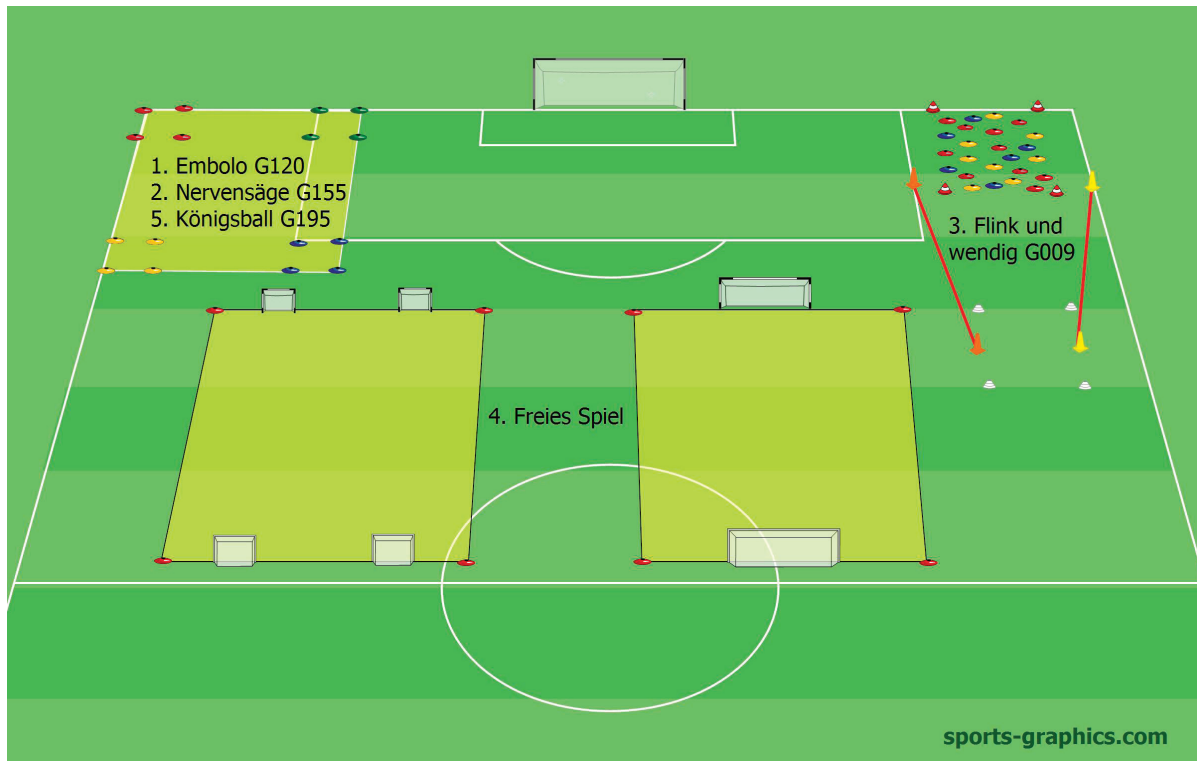 1. Embolo G120
2. Nervensäge G155
5. Königsball G195
3. Flink und
wendig G009
4. Freies Spiel
sports-graphics.com